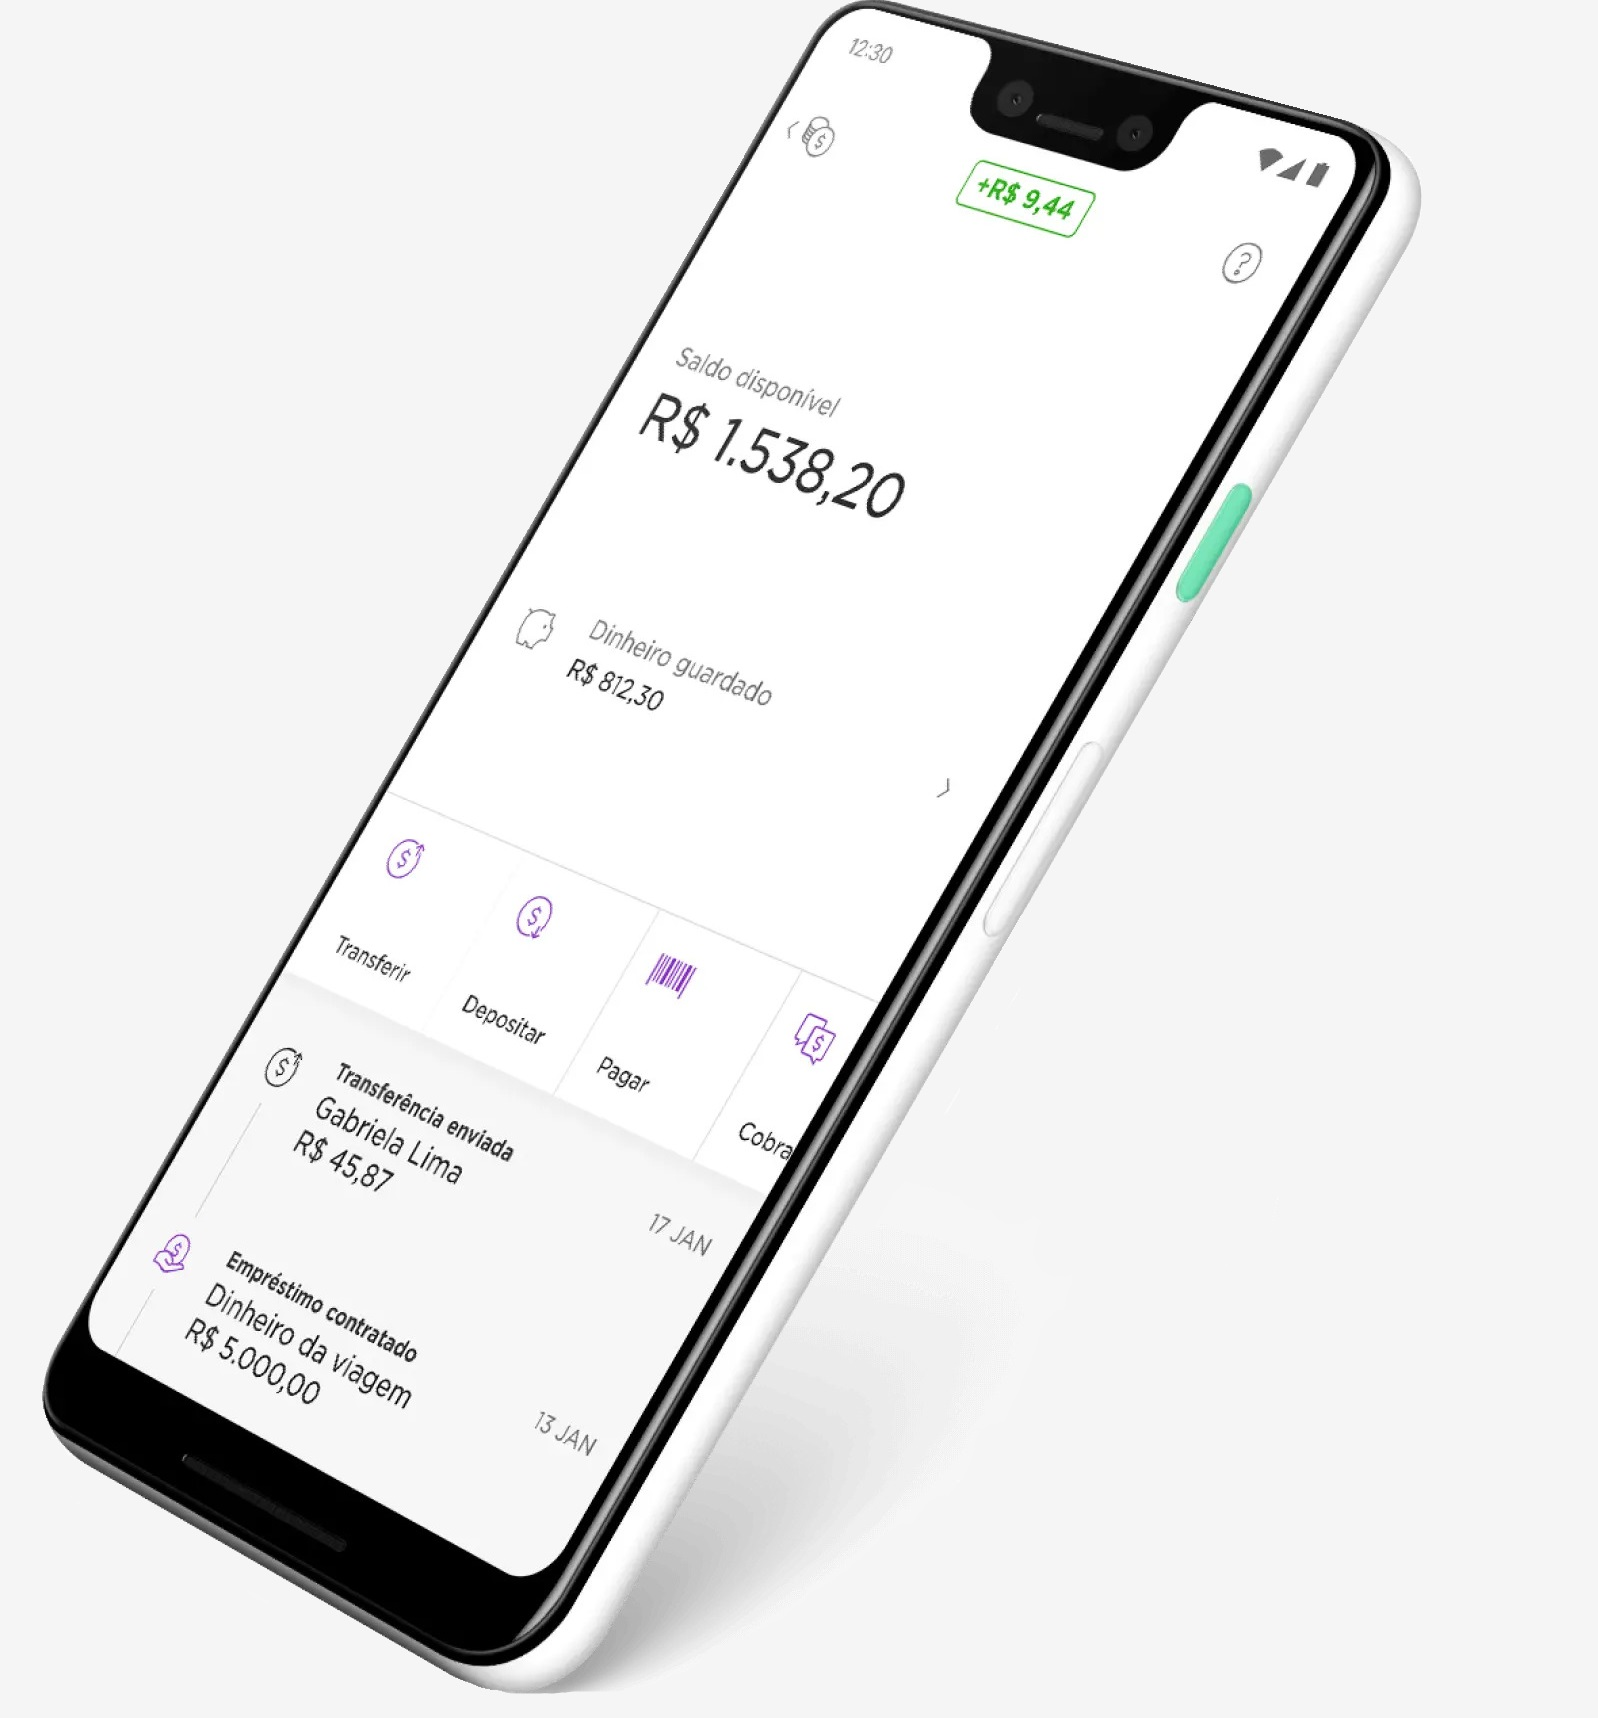 12:30
+R$ 9,44
?
Saldo disponível
R$ 1.538,20
Dinheiro guardado
R$ 812,30
Transferir
Depositar
Pagar
Cobra
Transferência enviada
Gabriela Lima
R$ 45,87
17 JAN
Empréstimo contratado
Dinheiro da viagem
R$ 5.000,00
13 JAN